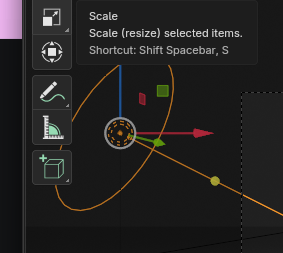 Scale
Scale (resize) selected items.
Shortcut: Shift Spacebar, S